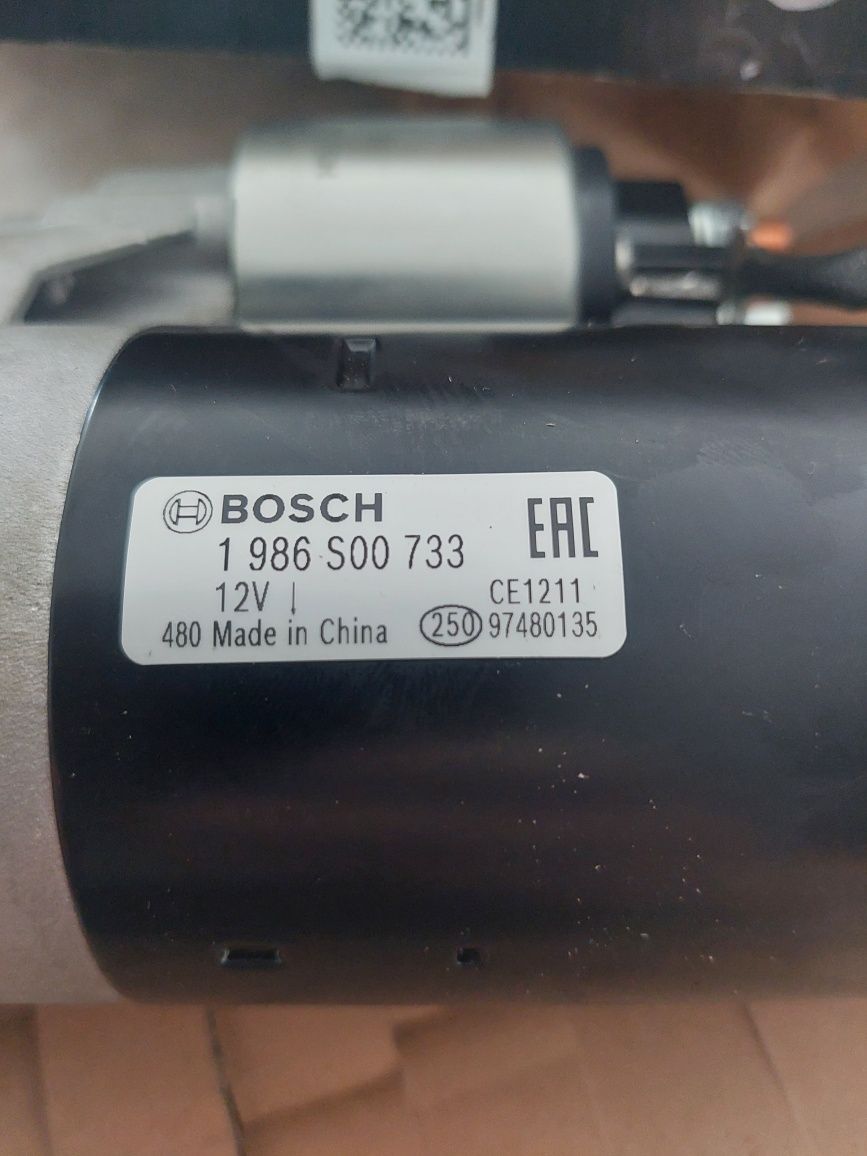 BOSCH
EAC
1 986 S00 733
12V ↓
CE1211
480 Made in China
250 97480135